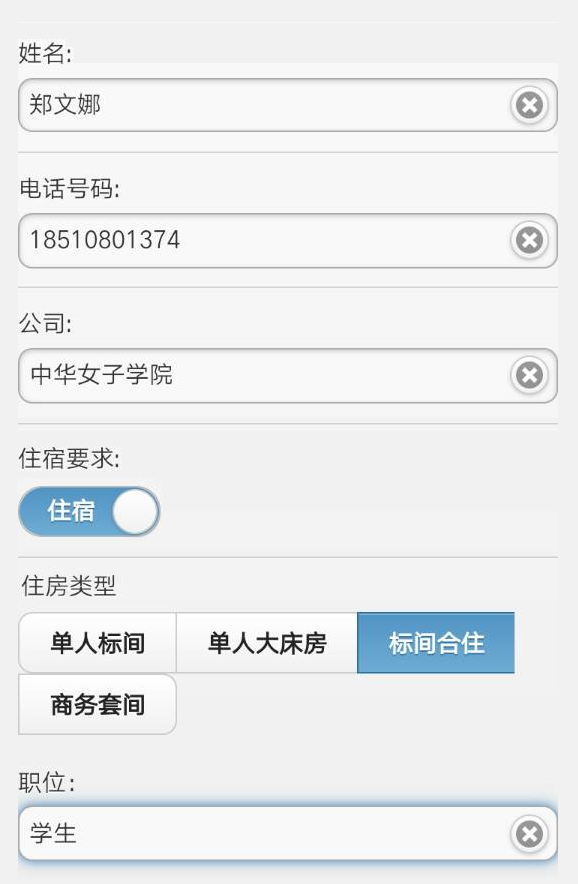 姓名:
郑文娜
电话号码:
18510801374
公司:
中华女子学院
住宿要求:
住宿
住房类型
单人标间 单人大床房 标间合住
商务套间
职位:
学生